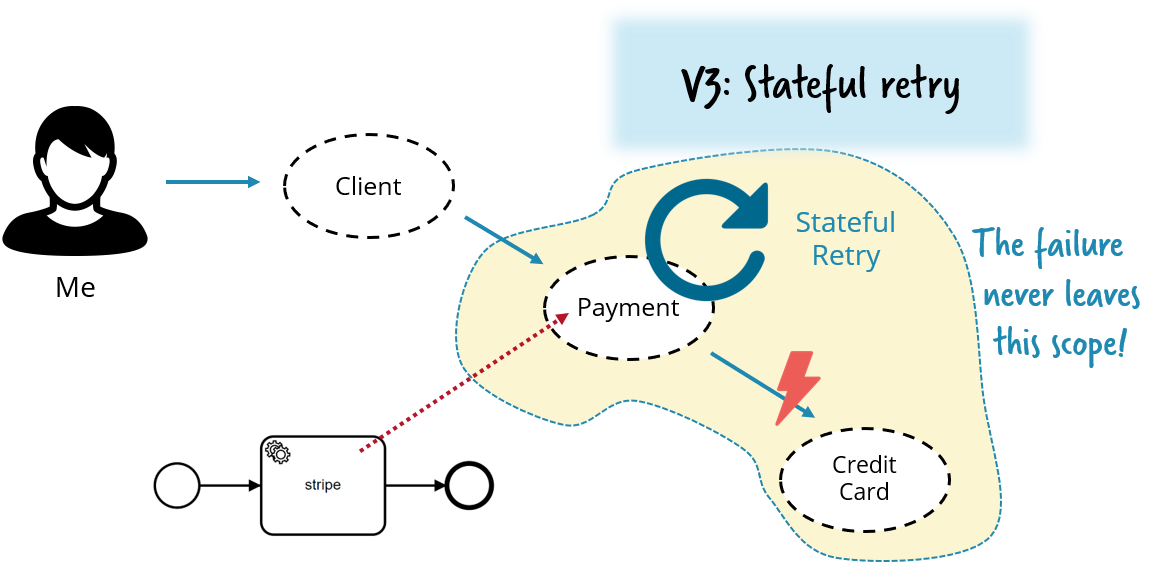 V3: Stateful retry
Client
Me
Stateful
Retry
The failure
never leaves
this scope!
Payment
stripe
Credit
Card